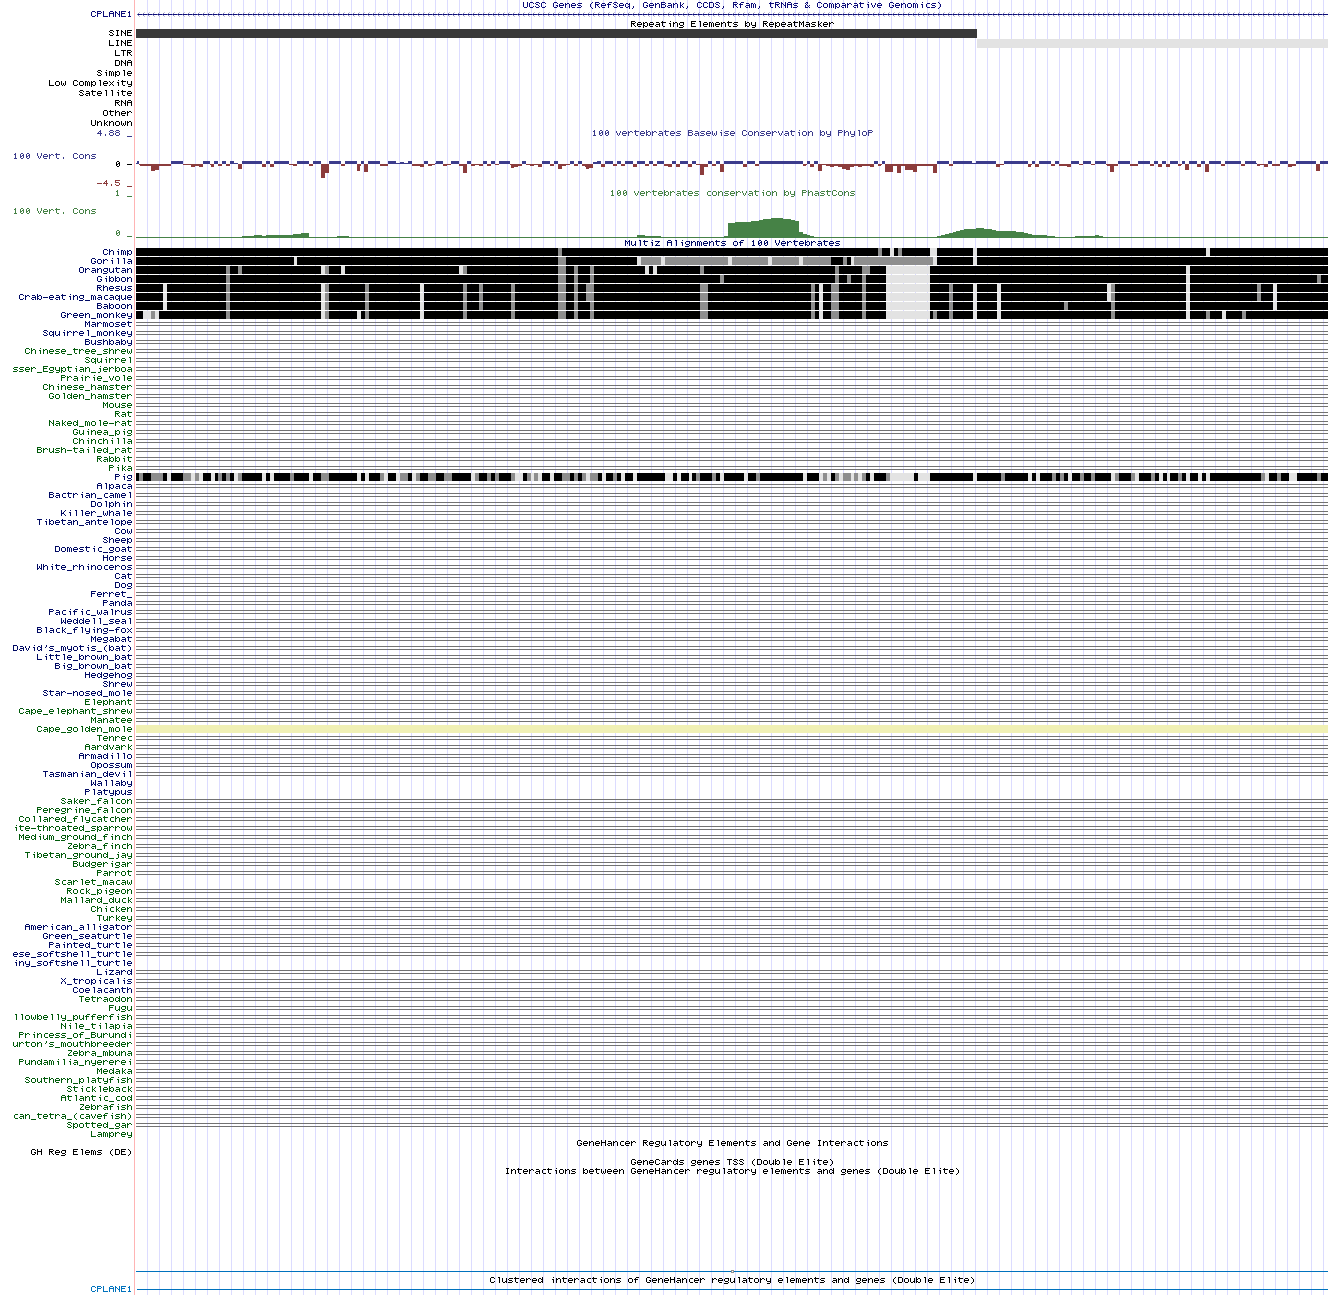 UCSC Genes (RefSeq, GenBank, CCDS, Rfam, tRNAs & Comparative Genomics)
CPLANE1
Repeating Elements by RepeatMasker
SINE
LINE
LTR
DNA
Simple
Low Complexity
Satellite
RNA
Other
Unknown
4.88 _
100 vertebrates Basewise Conservation by PhyloP
100 Vert. Cons
0 _
-4.5 _
1 _
100 vertebrates conservation by PhastCons
100 Vert. Cons
0 _
Multiz Alignments of 100 Vertebrates
Chimp
Gorilla
Orangutan
Gibbon
Rhesus
Crab-eating_macaque
Baboon
Green_monkey
Marmoset
Squirrel_monkey
Bushbaby
Chinese_tree_shrew
Squirrel
sser_Egyptian_jerboa
Prairie_vole
Chinese_hamster
Golden_hamster
Mouse
Rat
Naked_mole-rat
Guinea_pig
Chinchilla
Brush-tailed_rat
Rabbit
Pika
Pig
Alpaca
Bactrian_camel
Dolphin
Killer_whale
Tibetan_antelope
Cow
Sheep
Domestic_goat
Horse
White_rhinoceros
Cat
Dog
Ferret_
Panda
Pacific_walrus
Weddell_seal
Black_flying-fox
Megabat
David's_myotis_(bat)
Little_brown_bat
Big_brown_bat
Hedgehog
Shrew
Star-nosed_mole
Elephant
Cape_elephant_shrew
Manatee
Cape_golden_mole
Tenrec
Aardvark
Armadillo
Opossum
Tasmanian_devil
Wallaby
Platypus
Saker_falcon
Peregrine_falcon
Collared_flycatcher
ite-throated_sparrow
Medium_ground_finch
Zebra_finch
Tibetan_ground_jay
Budgerigar
Parrot
Scarlet_macaw
Rock_pigeon
Mallard_duck
Chicken
Turkey
American_alligator
Green_seaturtle
Painted_turtle
ese_softshell_turtle
iny_softshell_turtle
Lizard
X_tropicalis
Coelacanth
Tetraodon
Fugu
llowbelly_pufferfish
Nile_tilapia
Princess_of_Burundi
urton's_mouthbreeder
Zebra_mbuna
Pundamilia_nyererei
Medaka
Southern_platyfish
Stickleback
Atlantic_cod
Zebrafish
can_tetra_(cavefish)
Spotted_gar
Lamprey
GeneHancer Regulatory Elements and Gene Interactions
GH Reg Elems (DE)
GeneCards genes TSS (Double Elite)
Interactions between GeneHancer regulatory elements and genes (Double Elite)
Clustered interactions of GeneHancer regulatory elements and genes (Double Elite)
CPLANE1